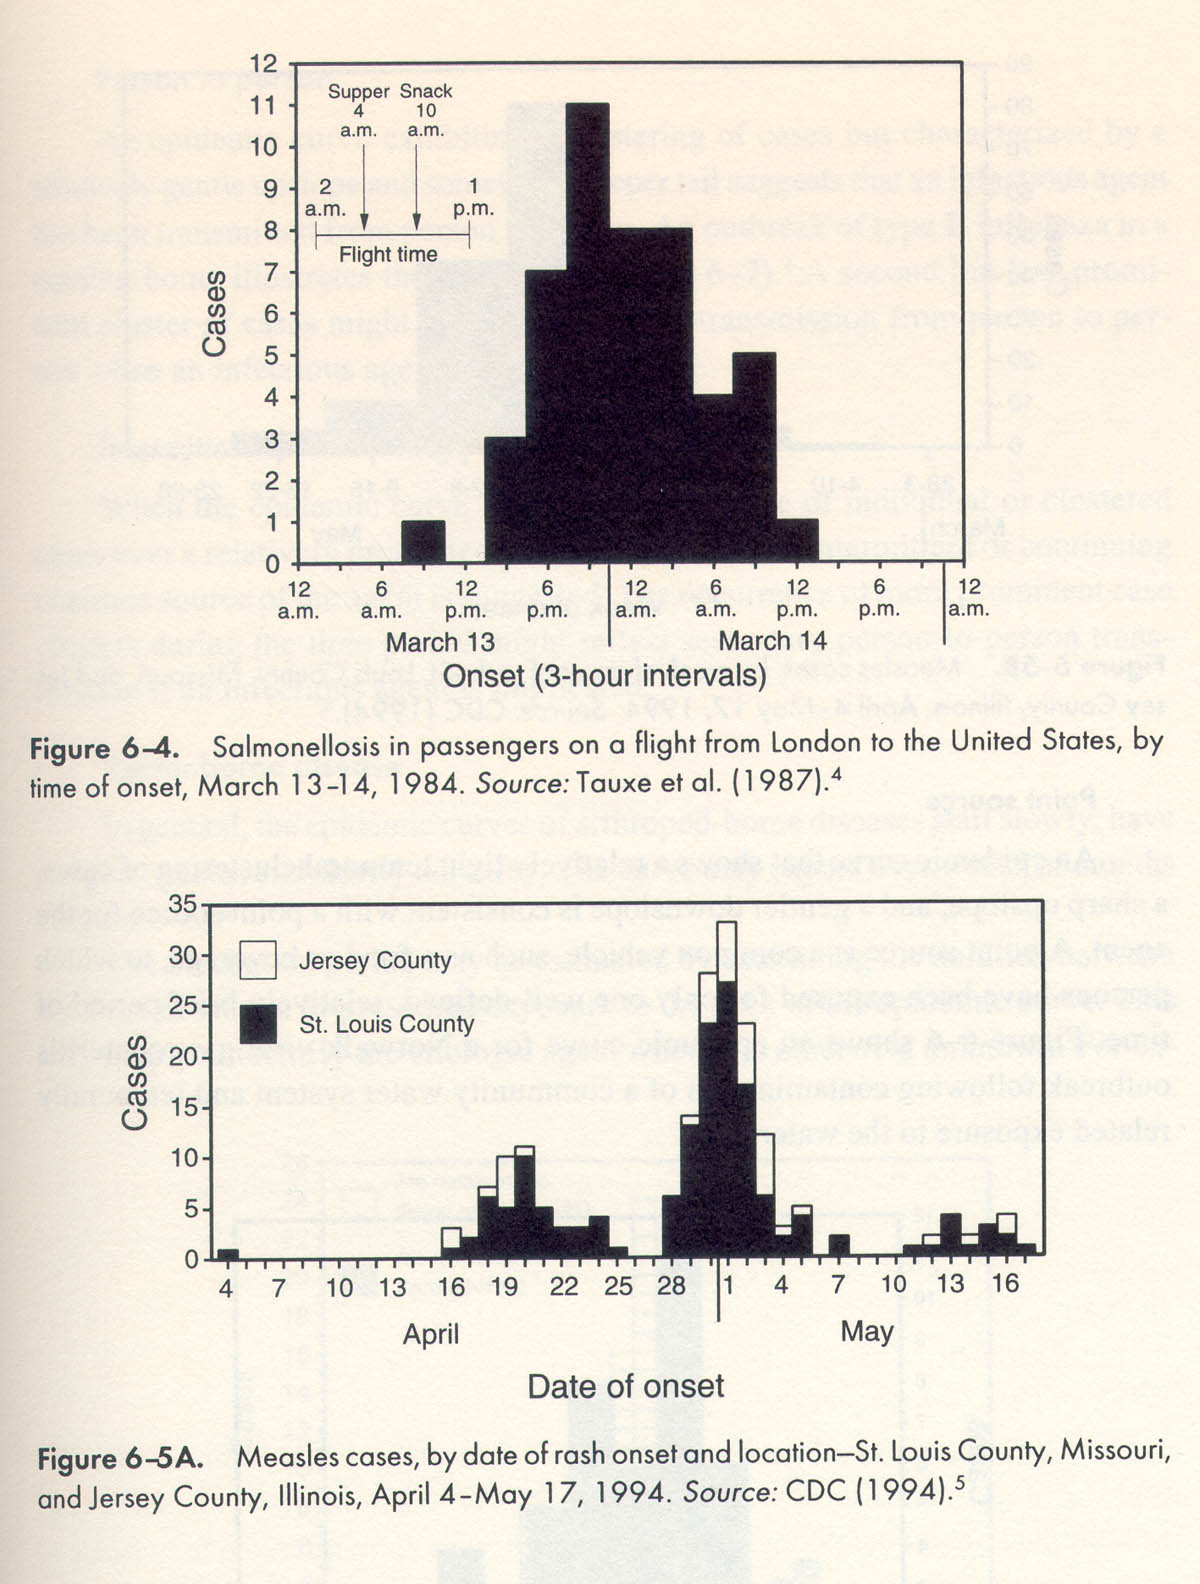 12
11
10
9
8
7
6
5
4
3
2
1
0
Cases
Supper Snack
4 10
a.m. a.m.
2 1
a.m. p.m.
Flight time
12 6 12 6 12 6 12 6 12
a.m. a.m. p.m. p.m. a.m. a.m. p.m. p.m. a.m.
March 13 March 14
Onset (3-hour intervals)
Figure 6–4. Salmonellosis in passengers on a flight from London to the United States, by
time of onset, March 13–14, 1984. Source: Tauxe et al. (1987).4
35
30
25
20
15
10
5
0
Cases
Jersey County
St. Louis County
4 7 10 13 16 19 22 25 28 1 4 7 10 13 16
April May
Date of onset
Figure 6–5A. Measles cases, by date of rash onset and location—St. Louis County, Missouri,
and Jersey County, Illinois, April 4–May 17, 1994. Source: CDC (1994).5